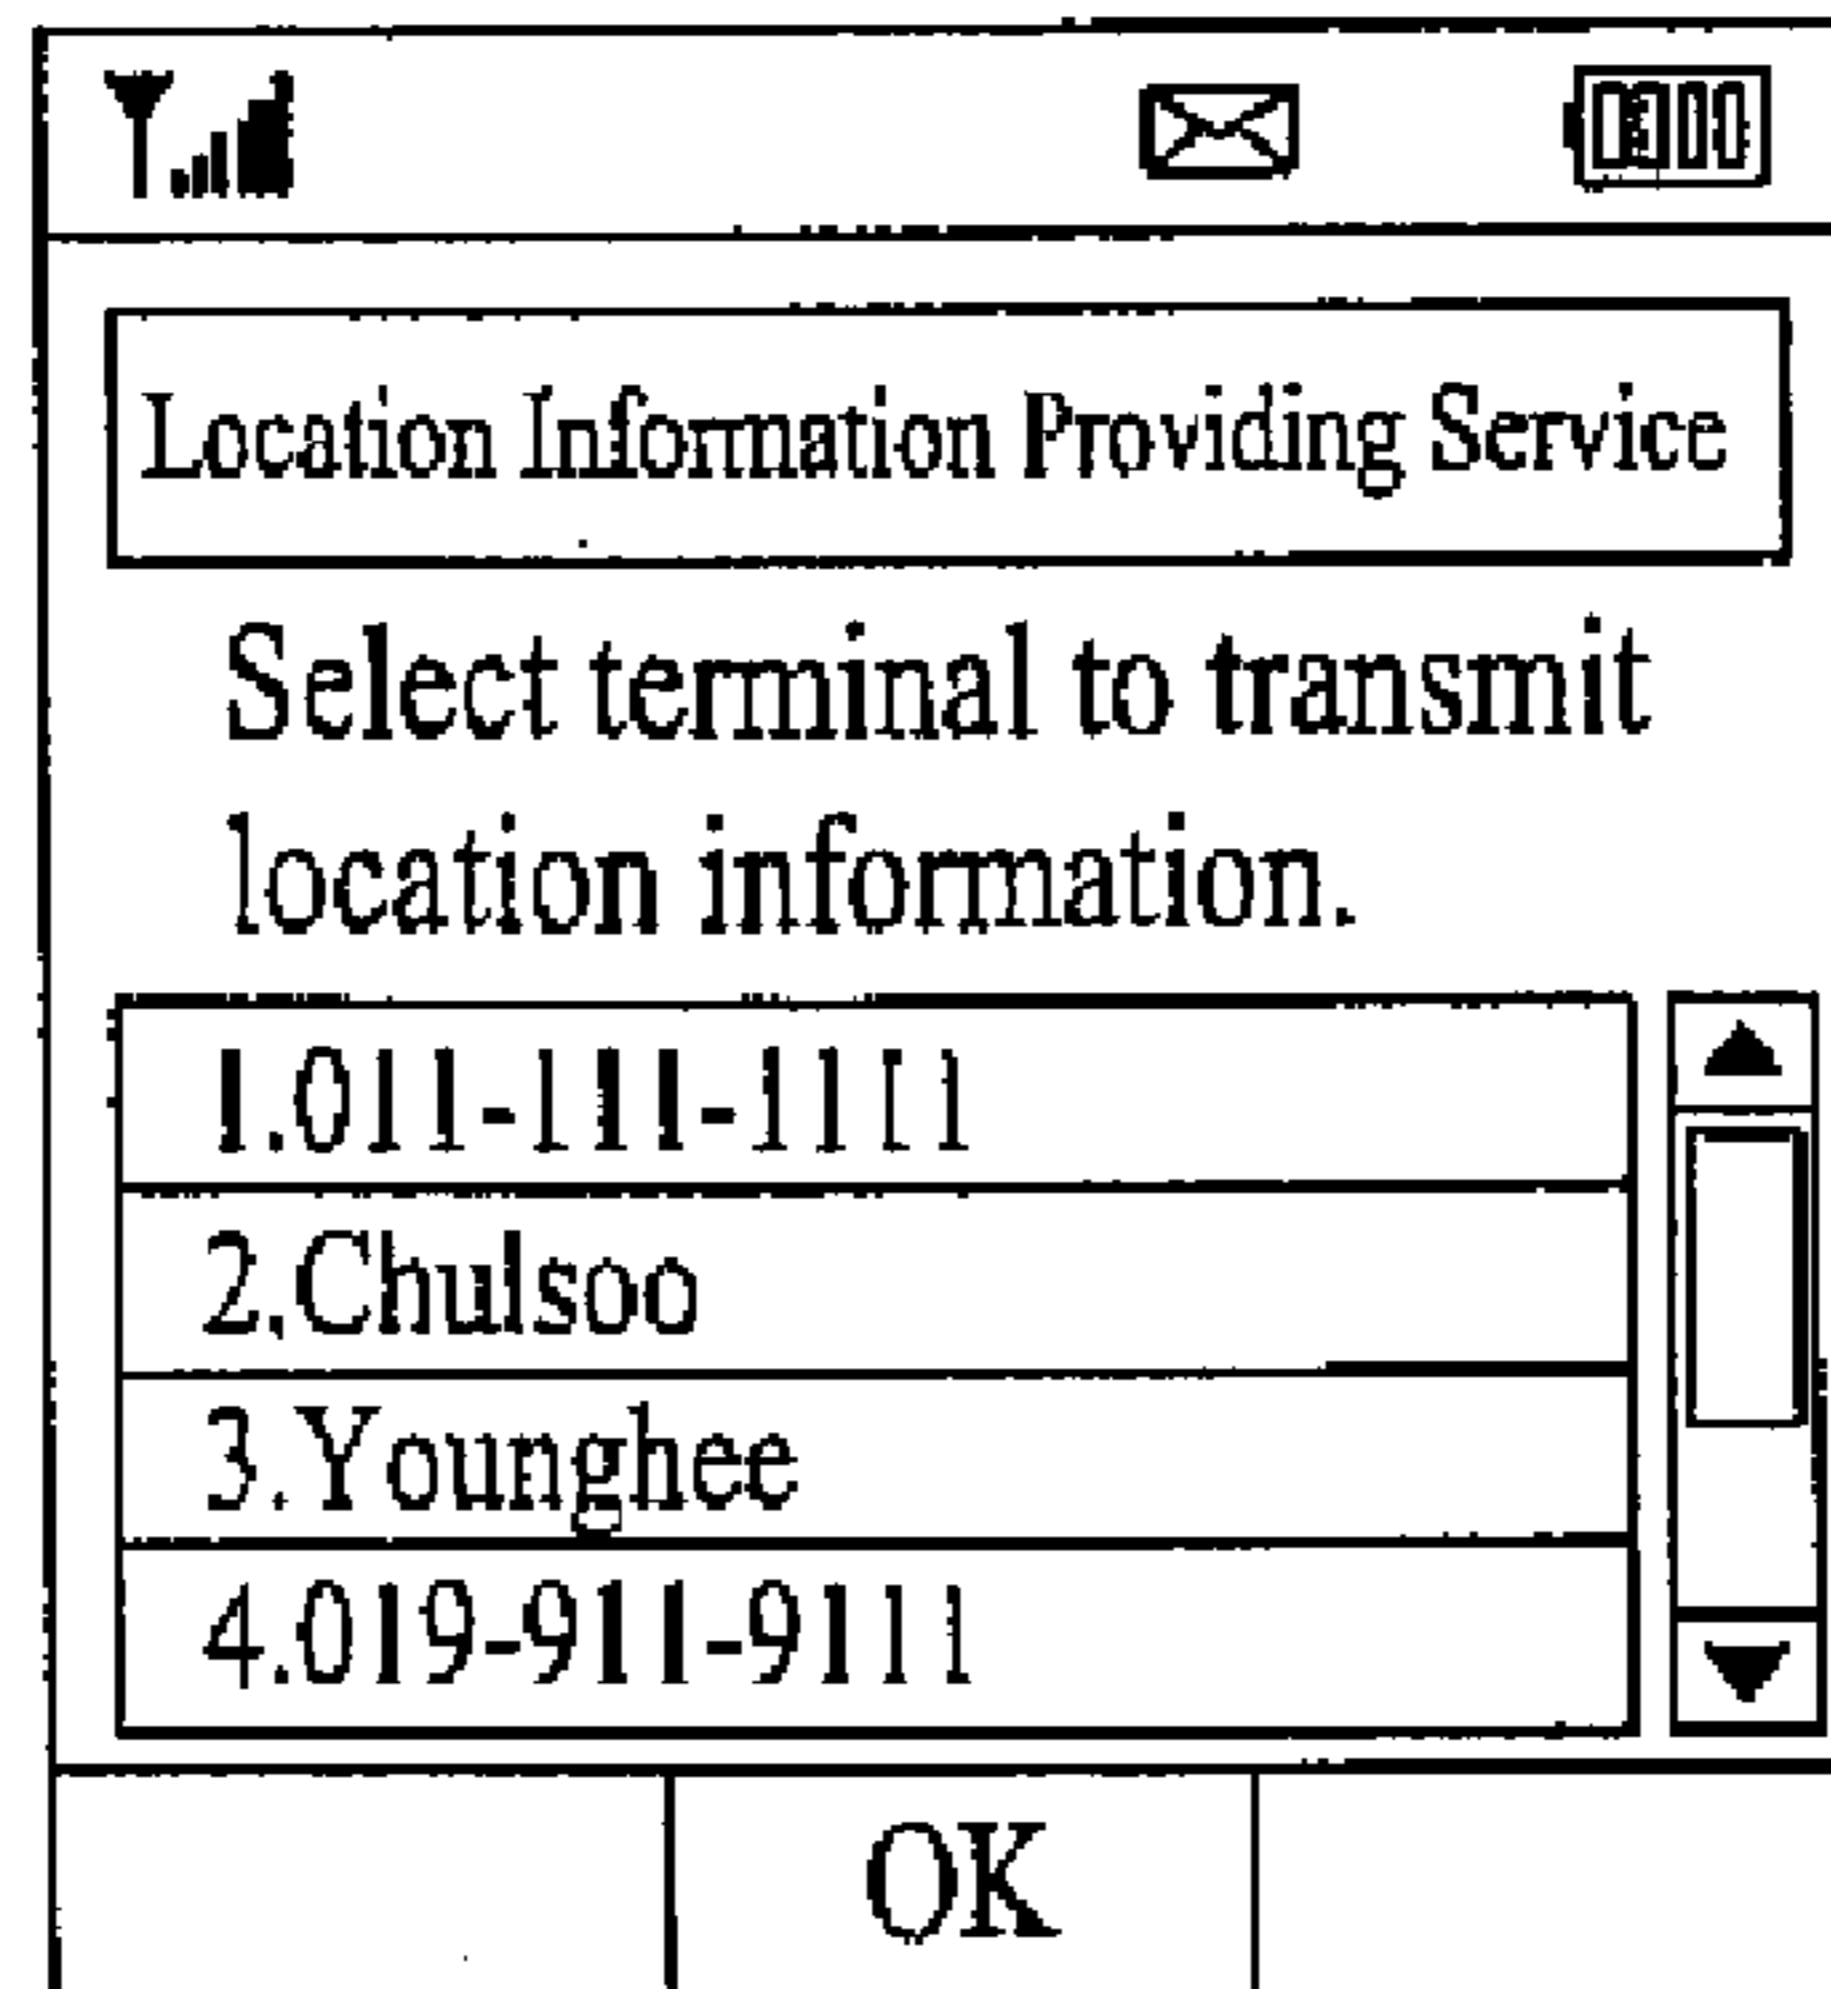 Location Information Providing Service
Select terminal to transmit
location information.
1.011-111-1111
2.Chulsoo
3.Younghee
4.019-911-9111
OK